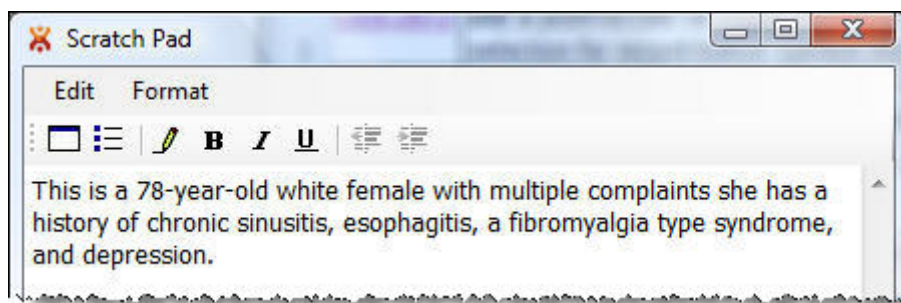 Scratch Pad
Edit Format
B I U
This is a 78-year-old white female with multiple complaints she has a
history of chronic sinusitis, esophagitis, a fibromyalgia type syndrome,
and depression.